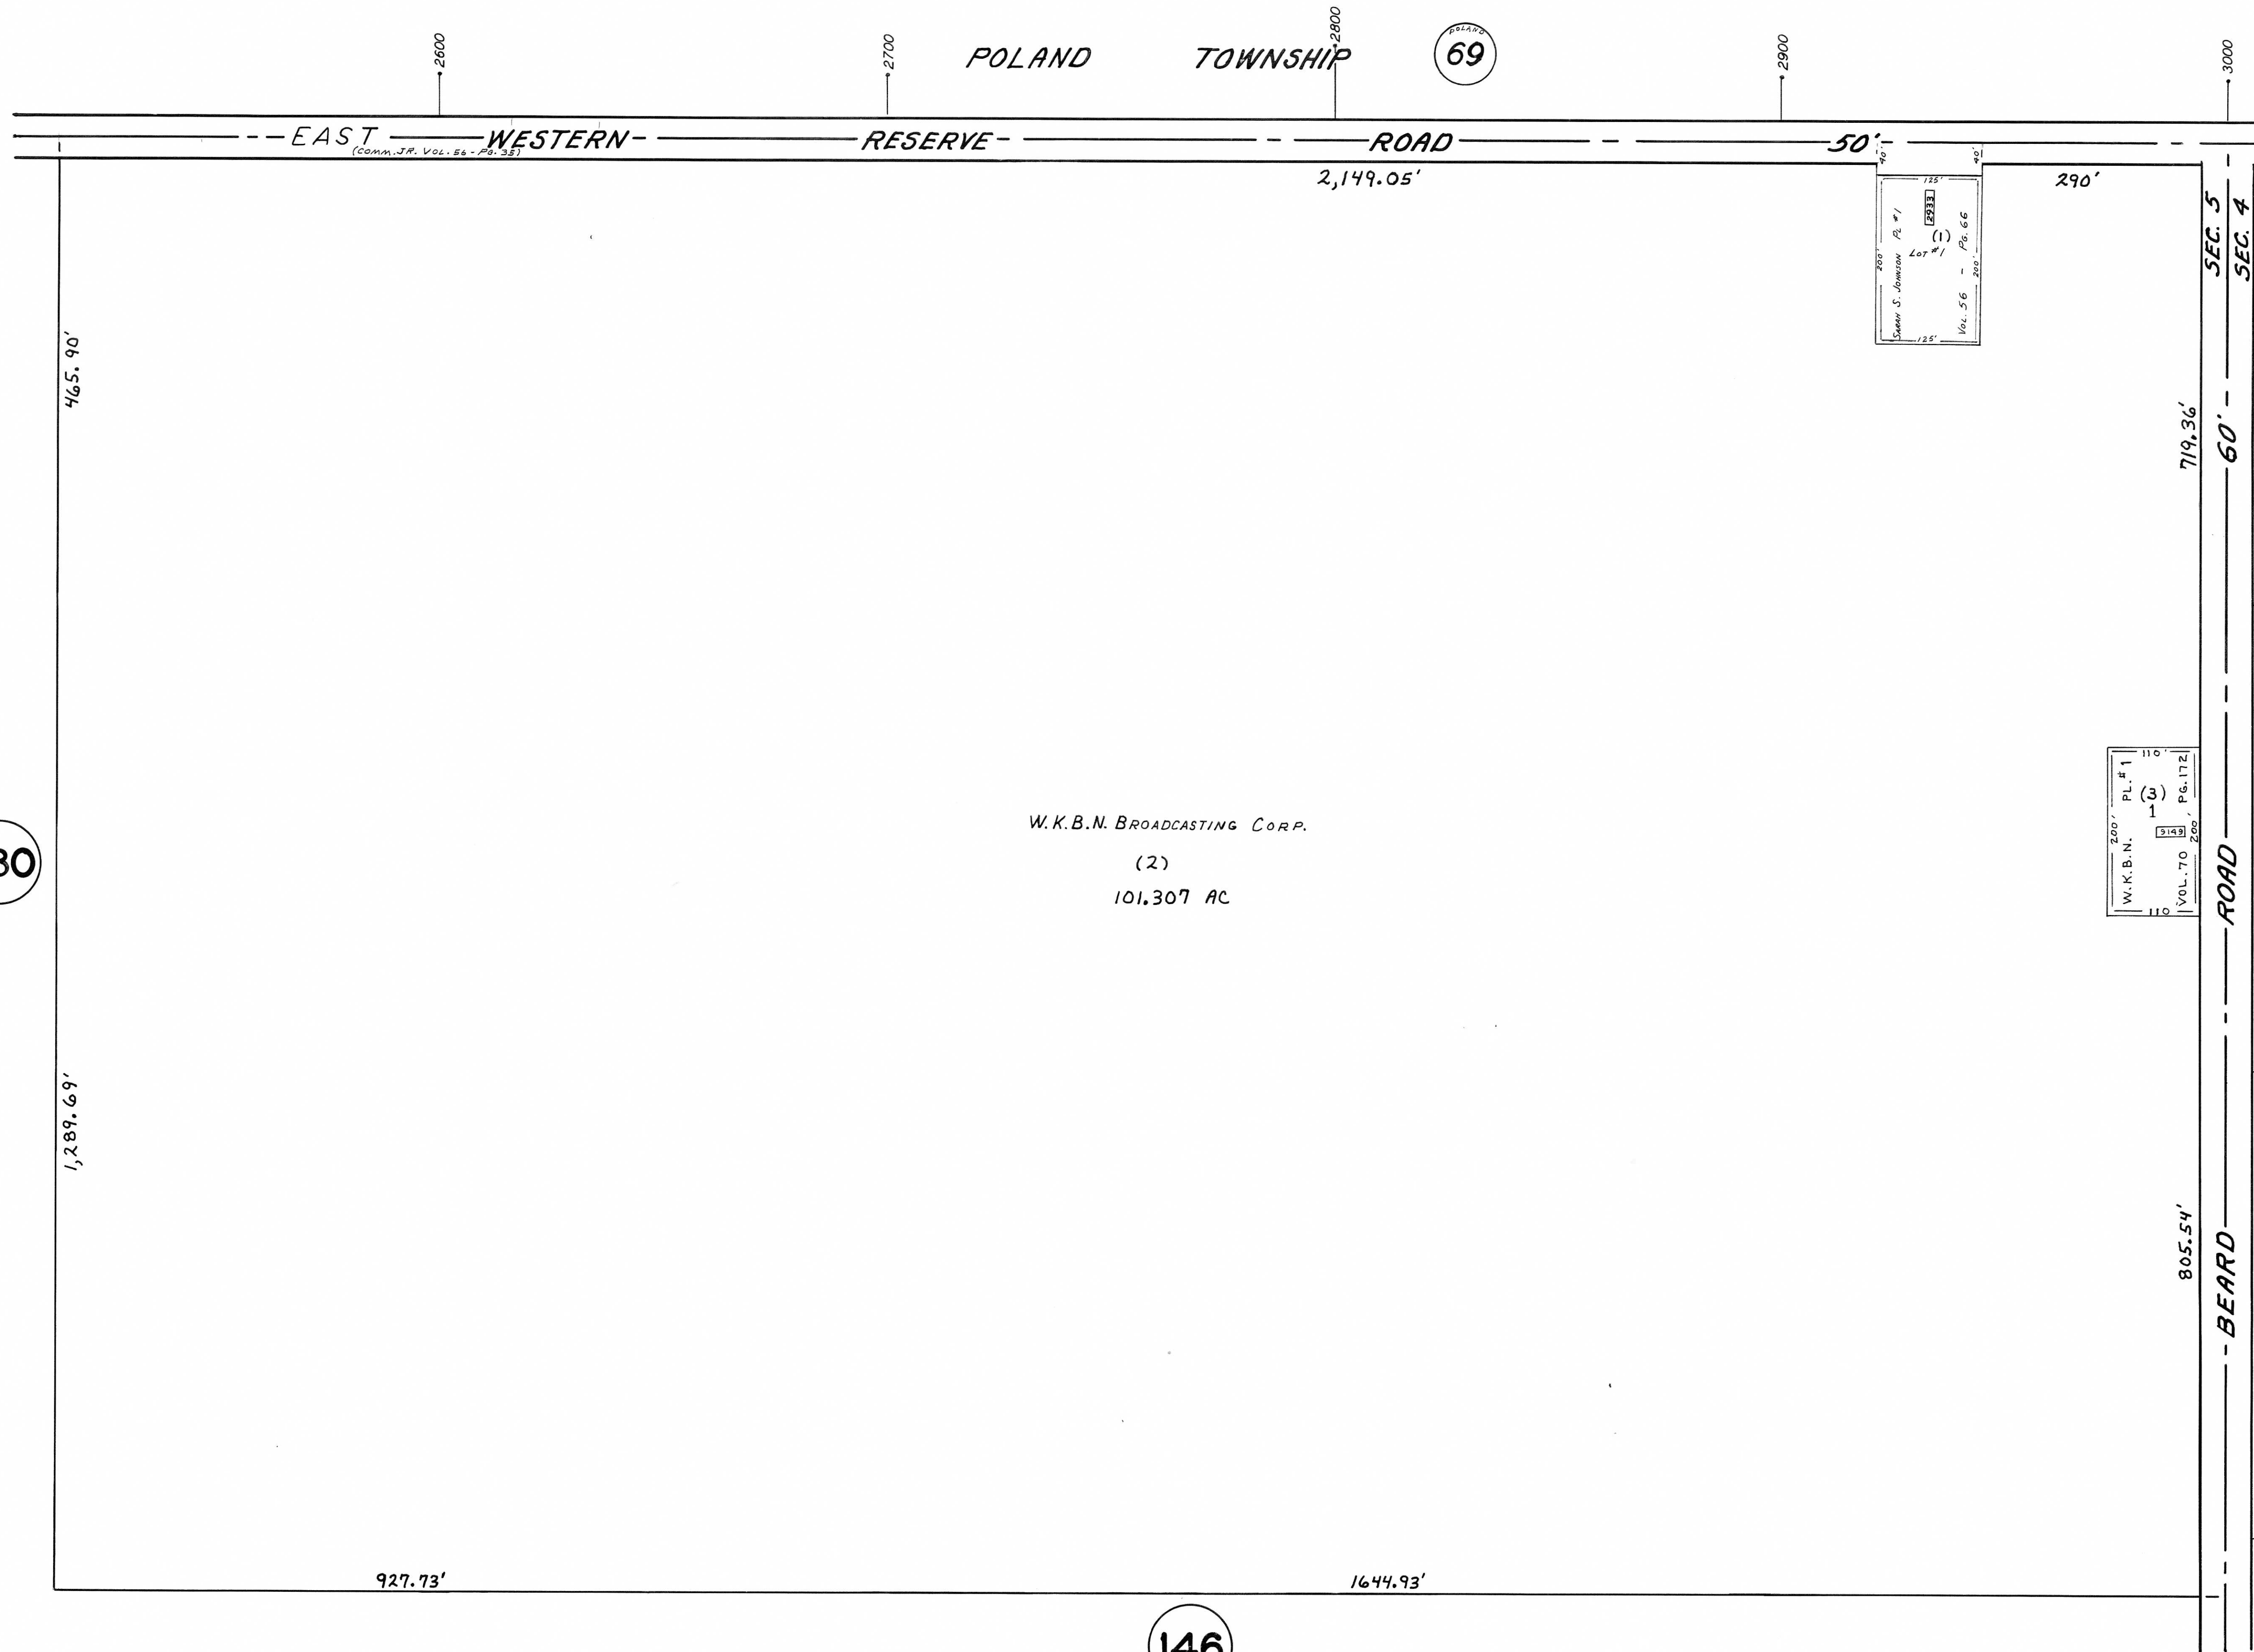 2600
2700
2800
2900
3000
POLAND TOWNSHIP
POLAND
69
EAST WESTERN RESERVE ROAD 50'
(COMM. JR. VOL. 56 - PG. 35)
2,149.05'
40'
40'
290'
125'
2933
(1)
LOT #1
SARAH S. JOHNSON PL #1
VOL. 56 - PG. 66
200'
200'
125'
SEC. 5
SEC. 4
465.90'
719.36'
60'
W.K.B.N. BROADCASTING CORP.
(2)
101.307 AC
110'
W.K.B.N. PL. #1
(3)
1
9149
VOL. 70 PG. 172
200'
200'
110
BEARD ROAD
1,289.69'
805.54'
927.73'
1644.93'
146